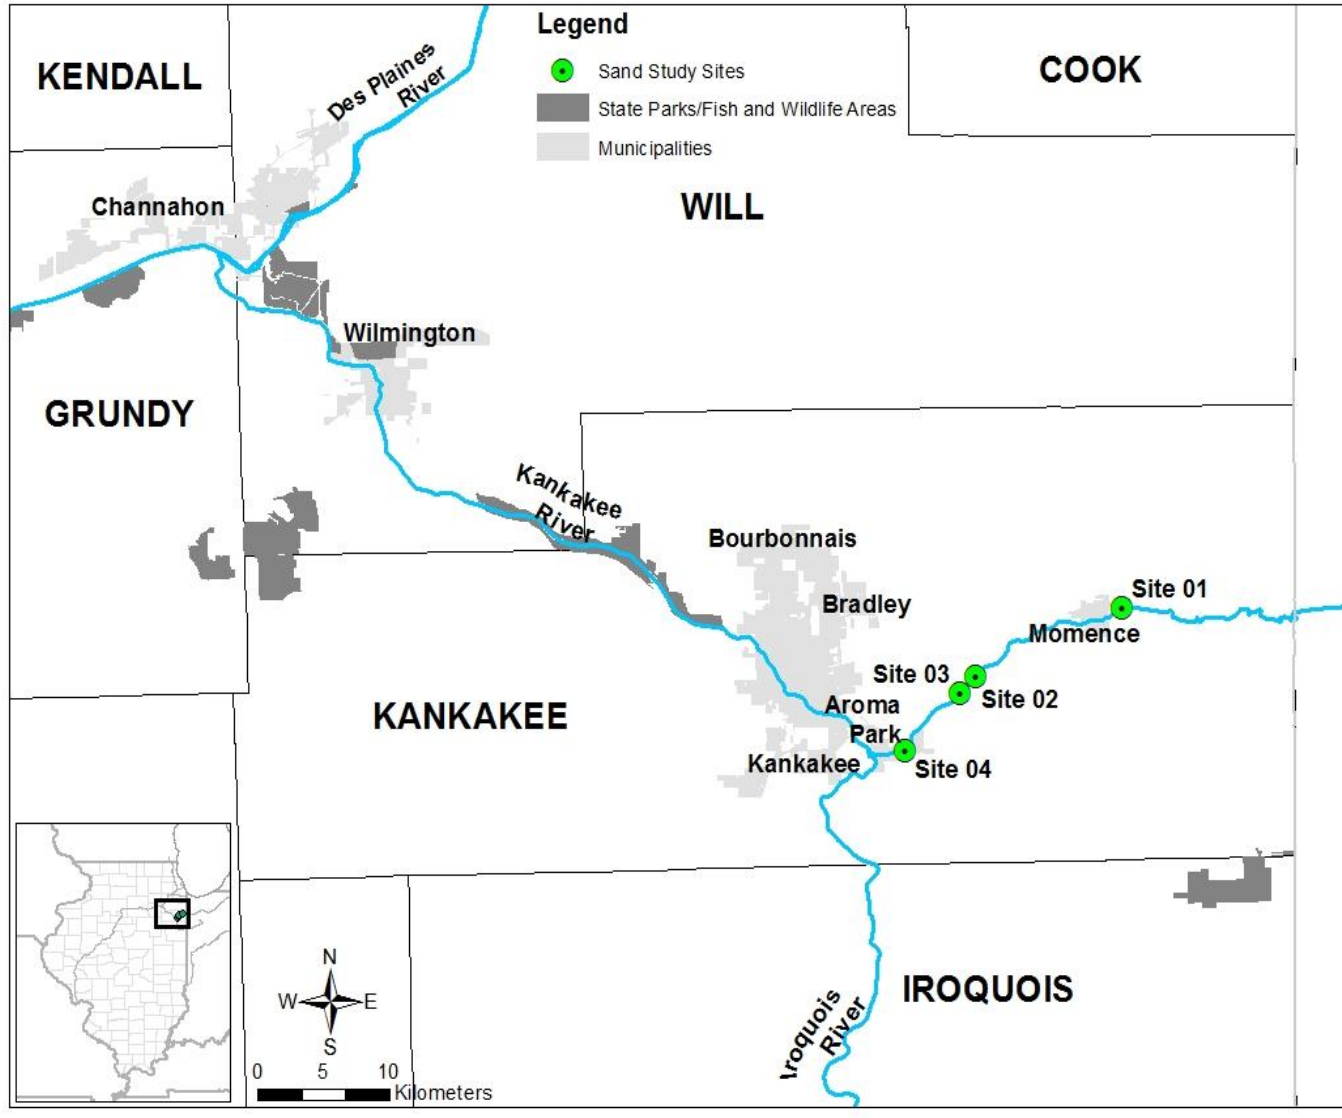 Legend
Sand Study Sites
State Parks/Fish and Wildlife Areas
Municipalities
KENDALL
COOK
Des Plaines
River
WILL
Channahon
Wilmington
GRUNDY
Kankakee
River
Bourbonnais
Bradley
Site 01
Momence
Site 03
Site 02
Aroma
Park
KANKAKEE
Kankakee
Site 04
IROQUOIS
Iroquois
River
N
W
E
S
0 5 10
Kilometers